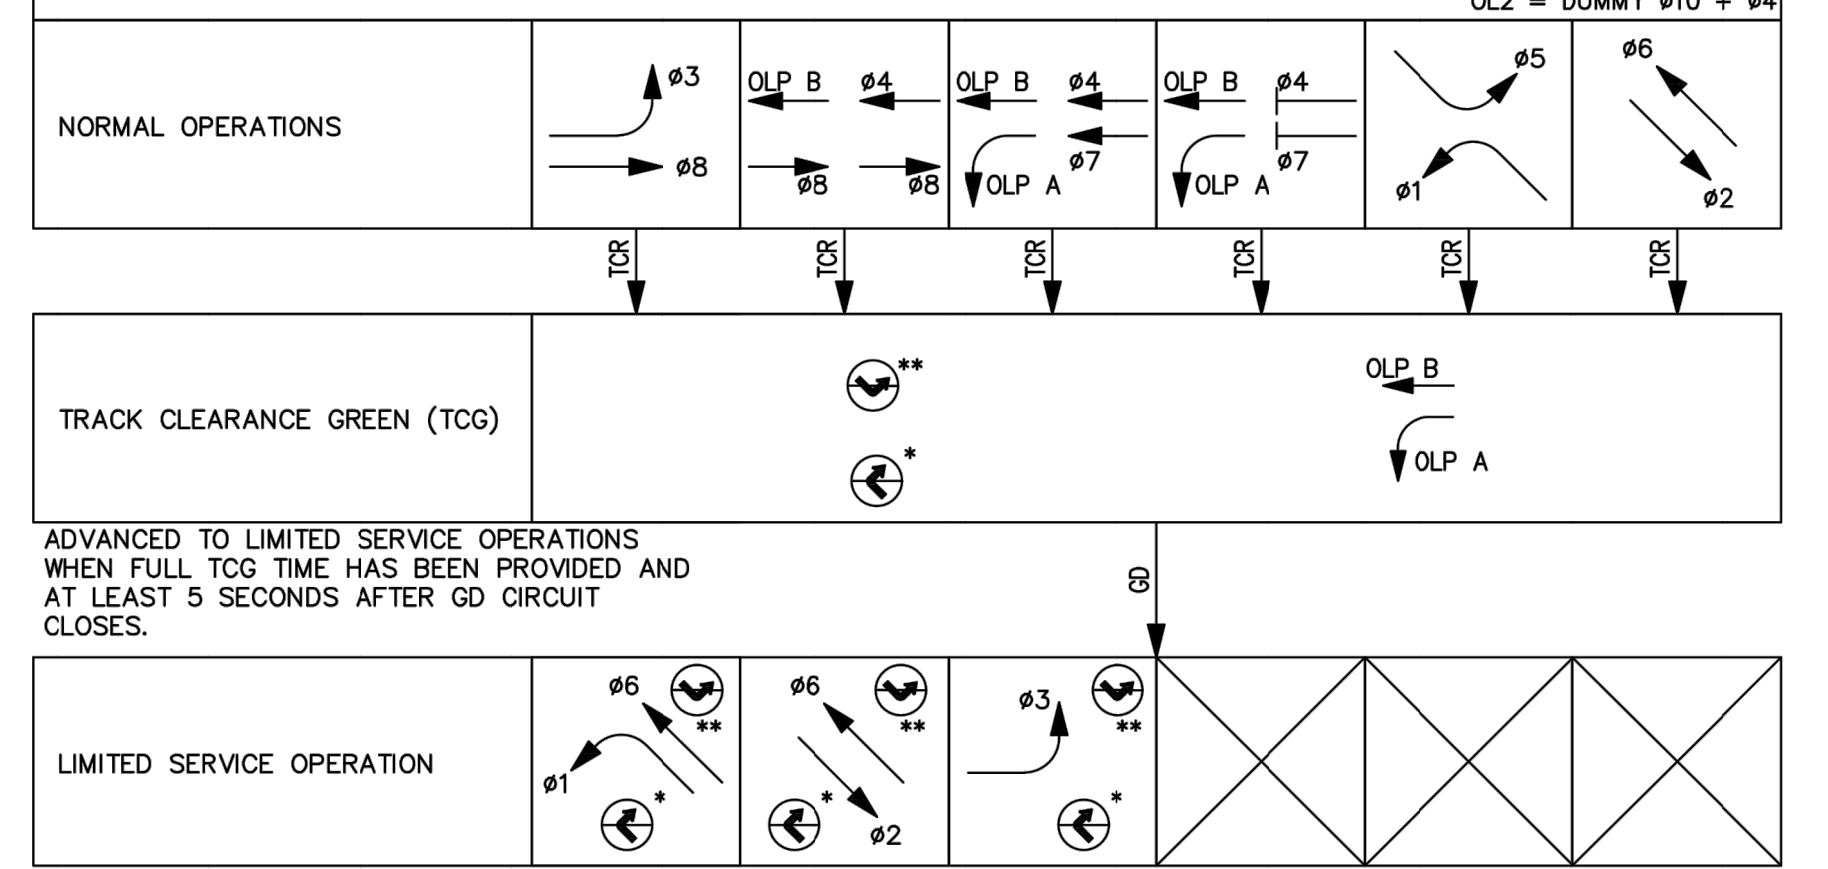 OL2 = DUMMY ø10 + ø4
NORMAL OPERATIONS
ø3
ø8
OLP B ø4
ø8 ø8
OLP B ø4
ø7
OLP A
OLP B ø4
ø7
OLP A
ø5
ø1
ø6
ø2
TCR TCR TCR TCR TCR TCR
TRACK CLEARANCE GREEN (TCG)
**
*
OLP B
OLP A
ADVANCED TO LIMITED SERVICE OPERATIONS
WHEN FULL TCG TIME HAS BEEN PROVIDED AND
AT LEAST 5 SECONDS AFTER GD CIRCUIT
CLOSES.
GD
LIMITED SERVICE OPERATION
ø6
**
ø1
*
ø6
**
*
ø2
ø3
**
*